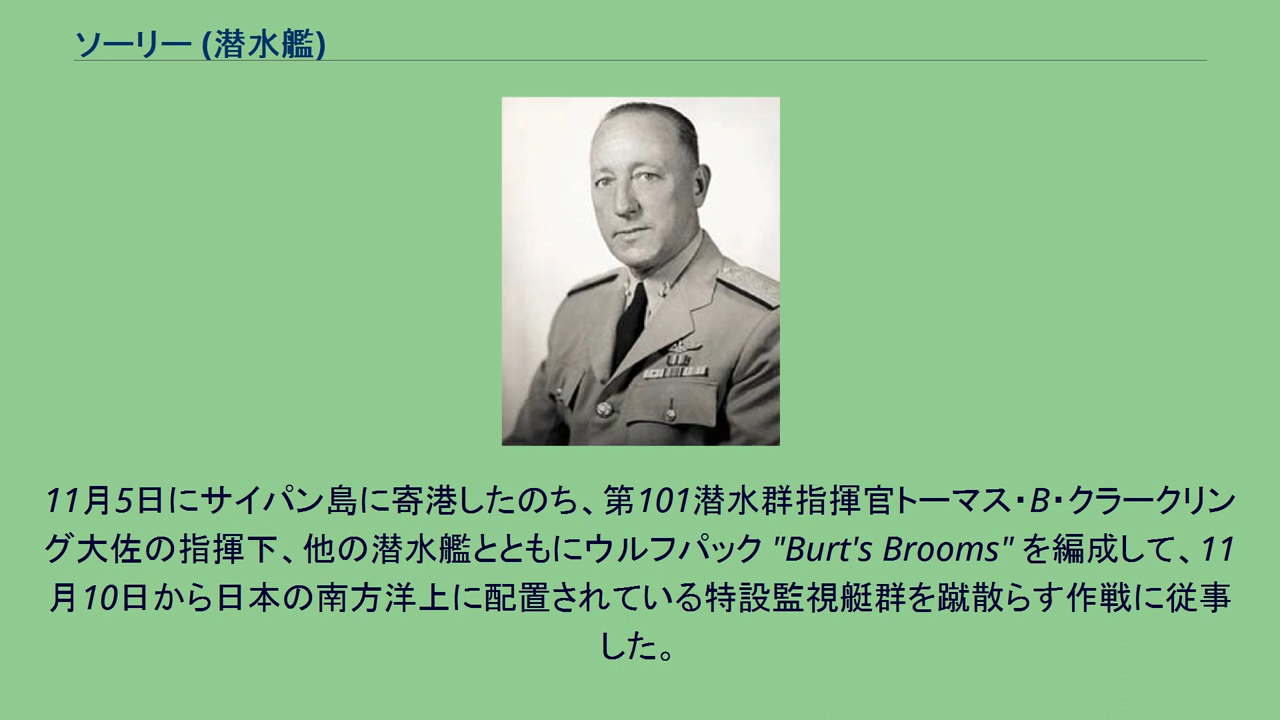 ソーリー (潜水艦)
11月5日にサイパン島に寄港したのち、第101潜水群指揮官トーマス・B・クラークリン
グ大佐の指揮下、他の潜水艦とともにウルフパック "Burt's Brooms" を編成して、11
月10日から日本の南方洋上に配置されている特設監視艇群を蹴散らす作戦に従事
した。